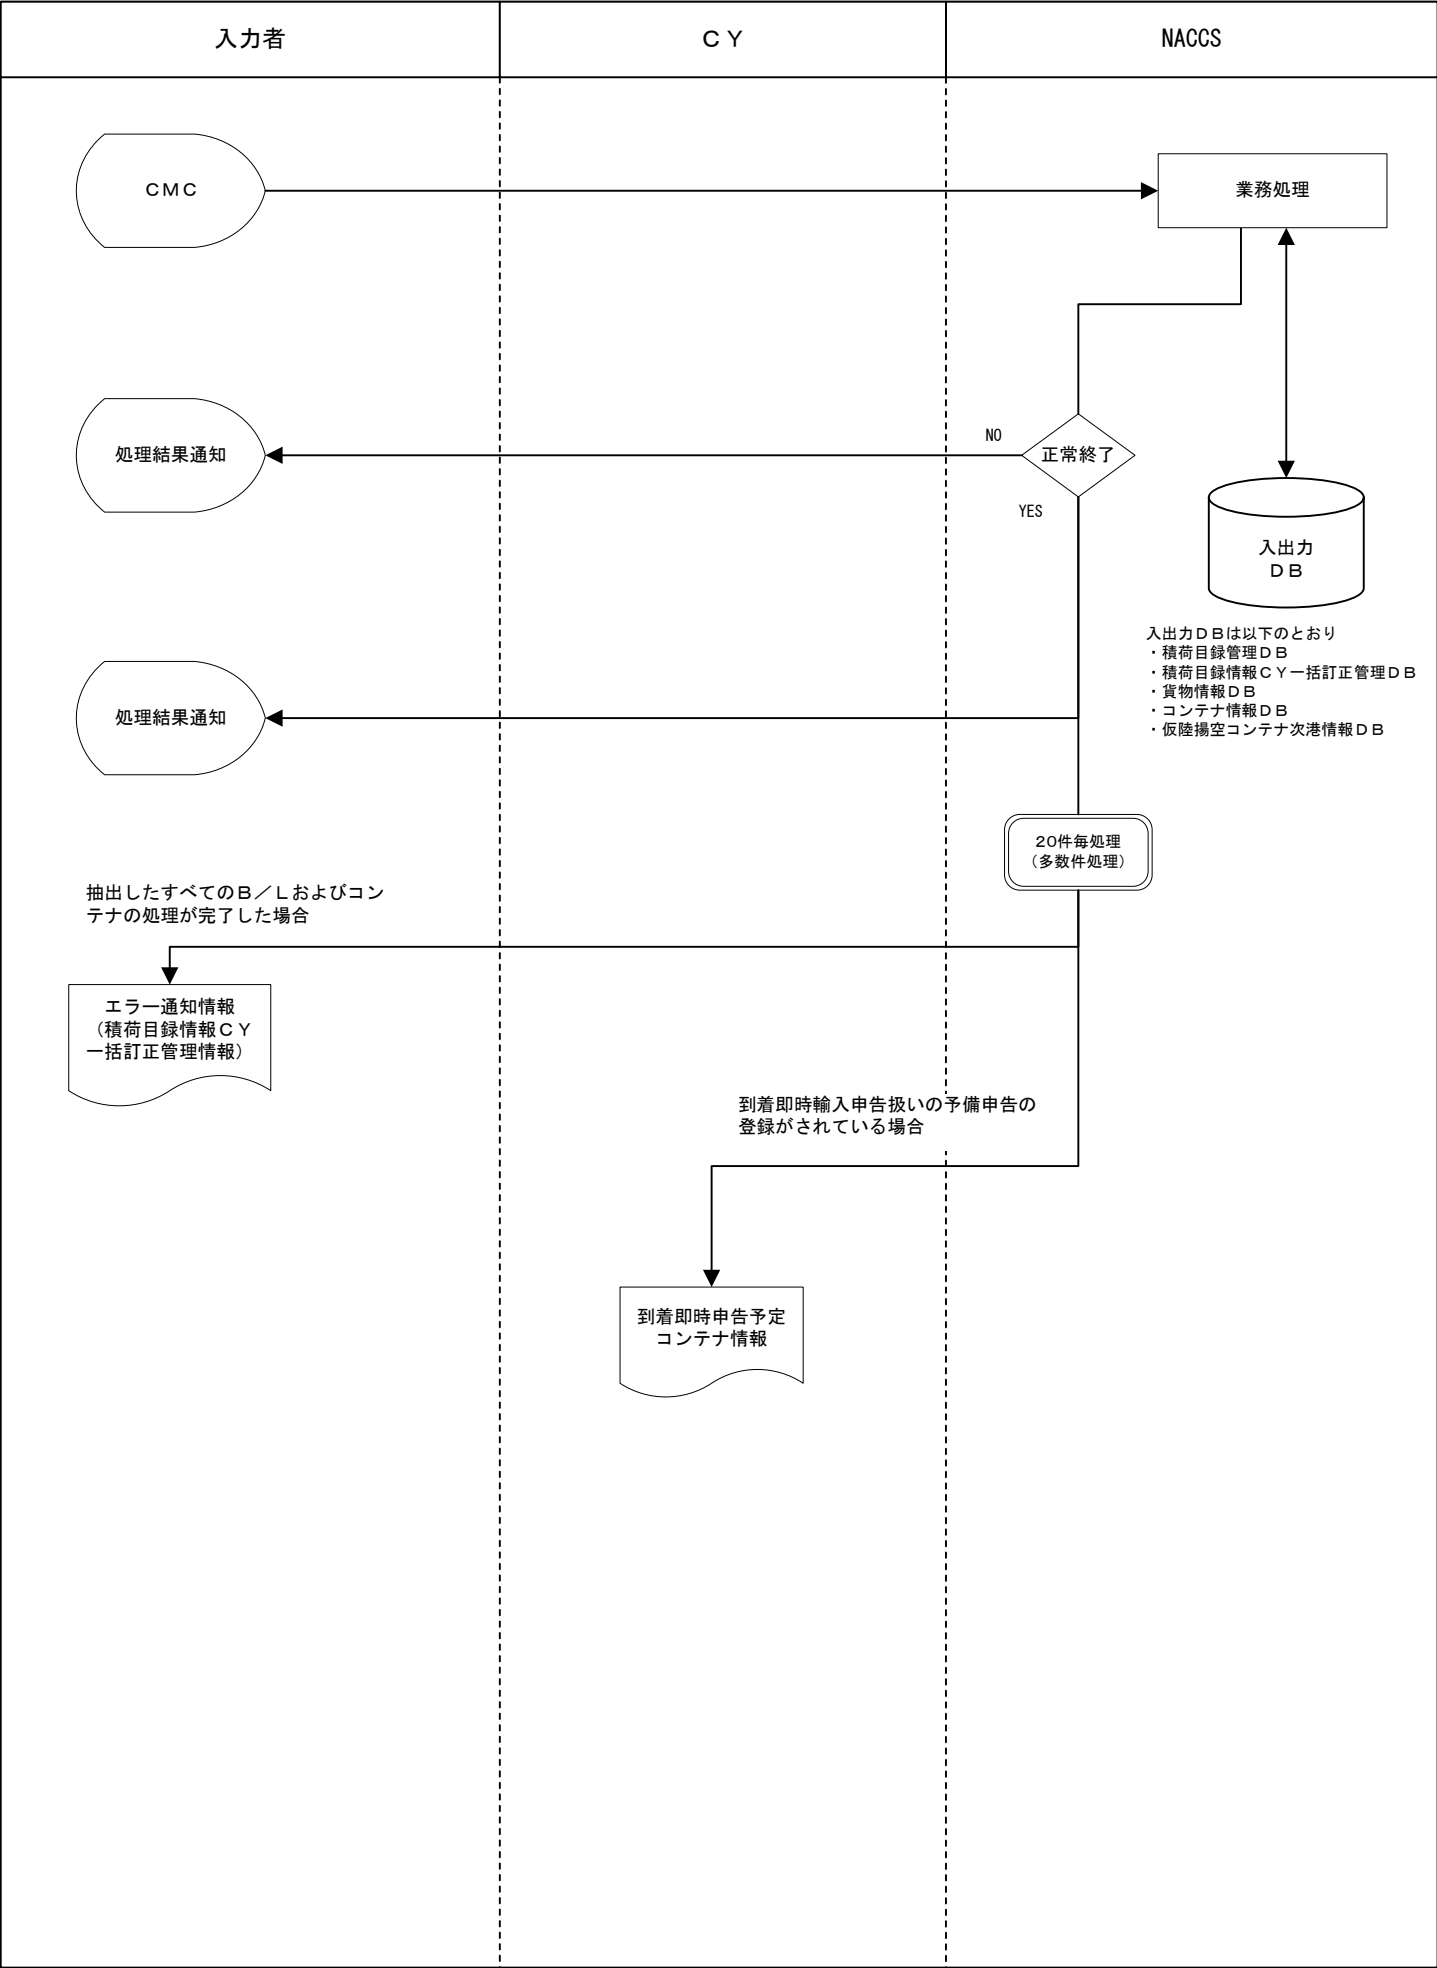 入力者
ＣＹ
NACCS
ＣＭＣ
業務処理
処理結果通知
NO
正常終了
YES
入出力
ＤＢ
入出力ＤＢは以下のとおり
・積荷目録管理ＤＢ
・積荷目録情報ＣＹ一括訂正管理ＤＢ
・貨物情報ＤＢ
・コンテナ情報ＤＢ
・仮陸揚空コンテナ次港情報ＤＢ
処理結果通知
20件毎処理
（多数件処理）
抽出したすべてのＢ／Ｌおよびコン
テナの処理が完了した場合
エラー通知情報
（積荷目録情報ＣＹ
一括訂正管理情報）
到着即時輸入申告扱いの予備申告の
登録がされている場合
到着即時申告予定
コンテナ情報